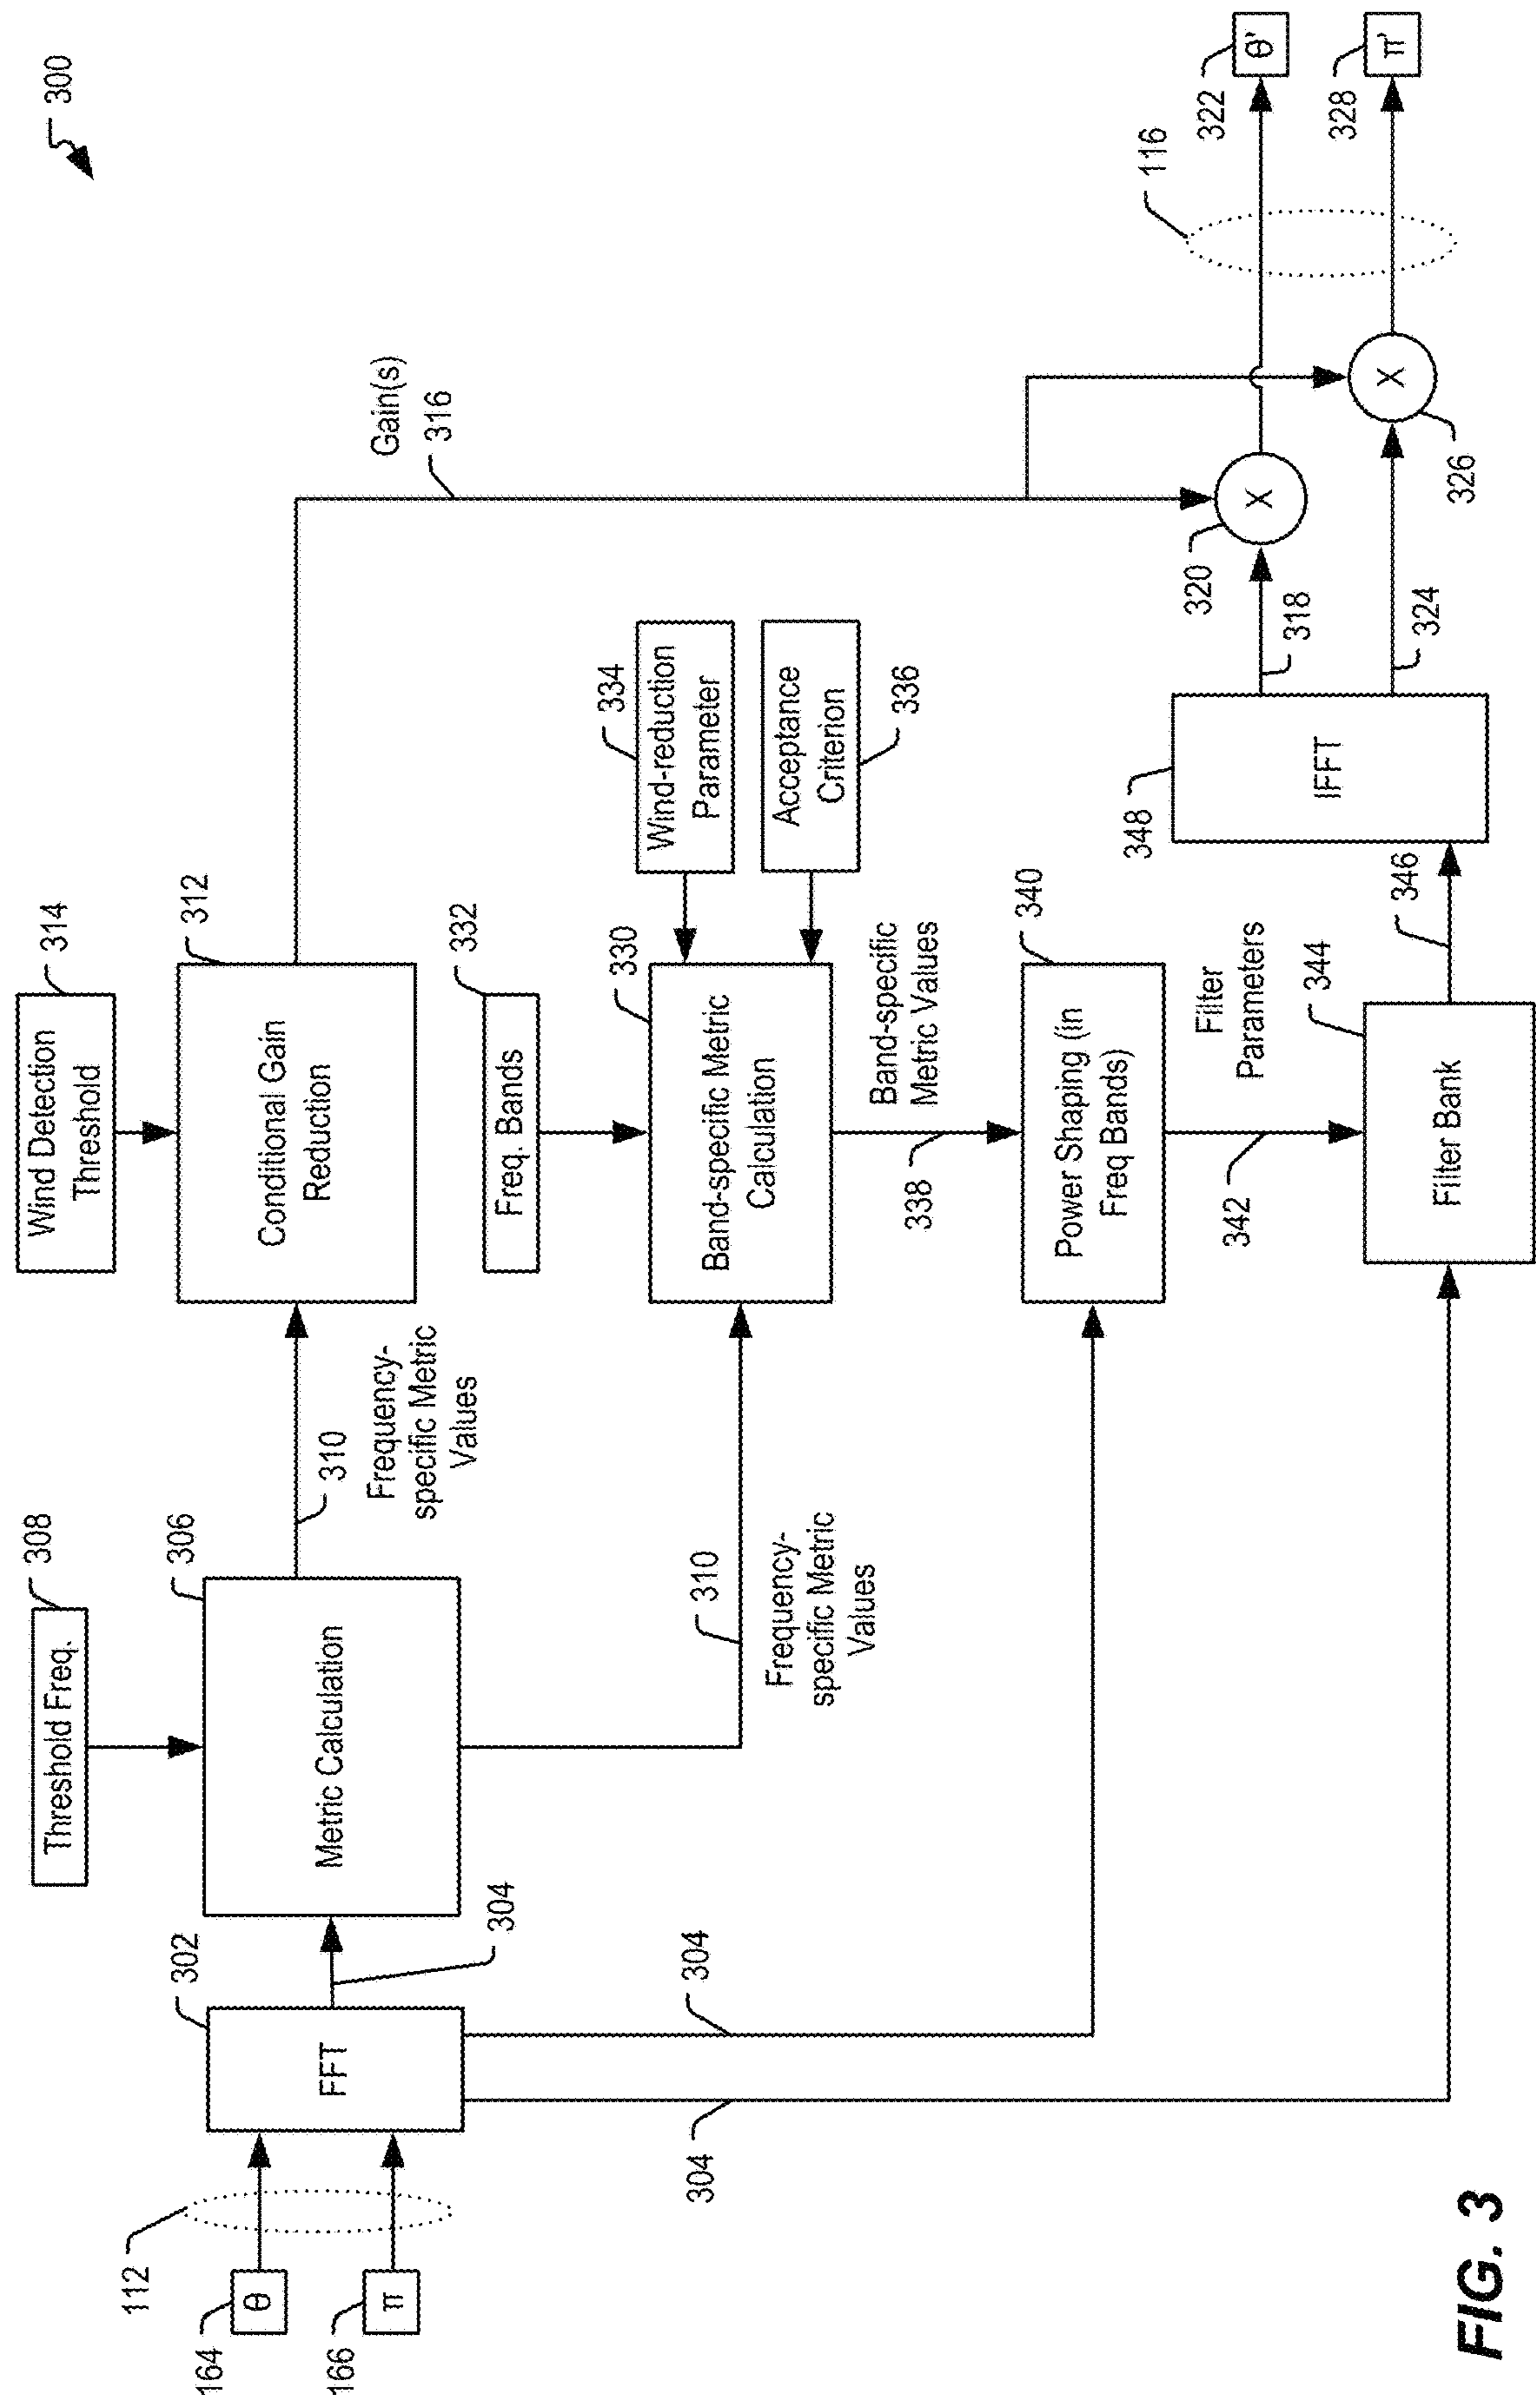 300
314
Wind Detection
Threshold
312
Conditional Gain
Reduction
Gain(s)
316
308
Threshold Freq.
306
Metric Calculation
310
Frequency-
specific Metric
Values
332
Freq. Bands
330
Band-specific Metric
Calculation
334
Wind-reduction
Parameter
Acceptance
Criterion
336
310
Frequency-
specific Metric
Values
Band-specific
Metric Values
338
340
Power Shaping (in
Freq Bands)
Filter
Parameters
342
344
Filter Bank
346
348
IFFT
318
324
320
X
X
326
116
322
θ'
328
π'
302
FFT
304
304
304
112
164
θ
166
π
FIG. 3